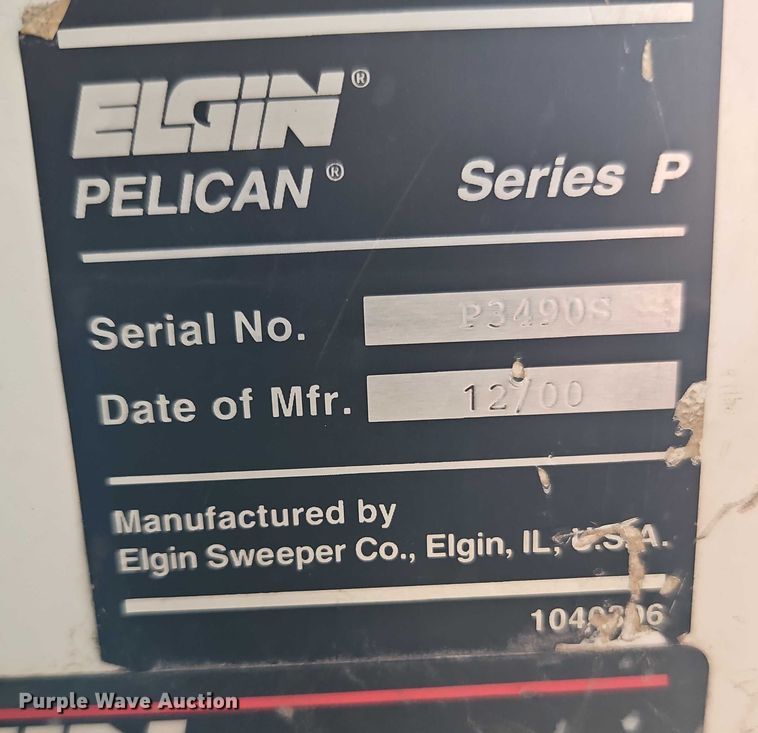 ELGIN®
PELICAN® Series P
Serial No. P3490S
Date of Mfr. 12/00
Manufactured by
Elgin Sweeper Co., Elgin, IL, U.S.A.
Purple Wave Auction